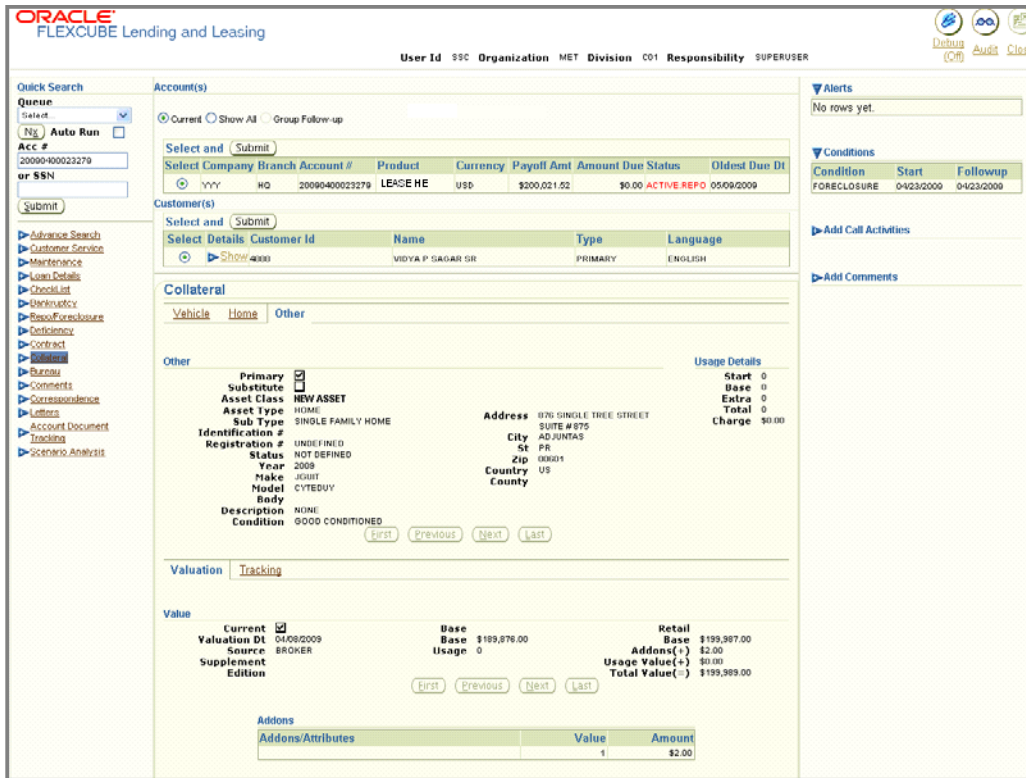 ORACLE
FLEXCUBE Lending and Leasing
Debug (Off) Audit
User Id SSC Organization MET Division C01 Responsibility SUPERUSER
Quick Search
Queue
Select...
Nx Auto Run
Acc #
20090400023279
or SSN
Submit
Advance Search
Customer Service
Maintenance
Loan Details
CheckList
Bankruptcy
Repo/Foreclosure
Deficiency
Contract
Collateral
Bureau
Comments
Correspondence
Letters
Account Document
Tracking
Scenario Analysis
Account(s)
Current Show All Group Follow-up
Select and Submit
Select Company Branch Account # Product Currency Payoff Amt Amount Due Status Oldest Due Dt
YYY HQ 20090400023279 LEASE HE USD $200,021.52 $0.00 ACTIVE:REPO 05/09/2009
Customer(s)
Select and Submit
Select Details Customer Id Name Type Language
Show 4000 VIDYA P SAGAR SR PRIMARY ENGLISH
Collateral
Vehicle Home Other
Other
Primary
Substitute
Asset Class NEW ASSET
Asset Type HOME
Sub Type SINGLE FAMILY HOME
Identification #
Registration # UNDEFINED
Status NOT DEFINED
Year 2009
Make JGUIT
Model CYTEDUY
Body
Description NONE
Condition GOOD CONDITIONED
Address 876 SINGLE TREE STREET
SUITE # 875
City ADJUNTAS
St PR
Zip 00601
Country US
County
Usage Details
Start 0
Base 0
Extra 0
Total 0
Charge $0.00
First Previous Next Last
Valuation Tracking
Value
Current
Valuation Dt 04/08/2009
Source BROKER
Supplement
Edition
Base
Base $189,876.00
Usage 0
Retail
Base $199,987.00
Addons(+) $2.00
Usage Value(+) $0.00
Total Value(=) $199,989.00
First Previous Next Last
Addons
Addons/Attributes Value Amount
1 $2.00
Alerts
No rows yet.
Conditions
Condition Start Followup
FORECLOSURE 04/23/2009 04/23/2009
Add Call Activities
Add Comments